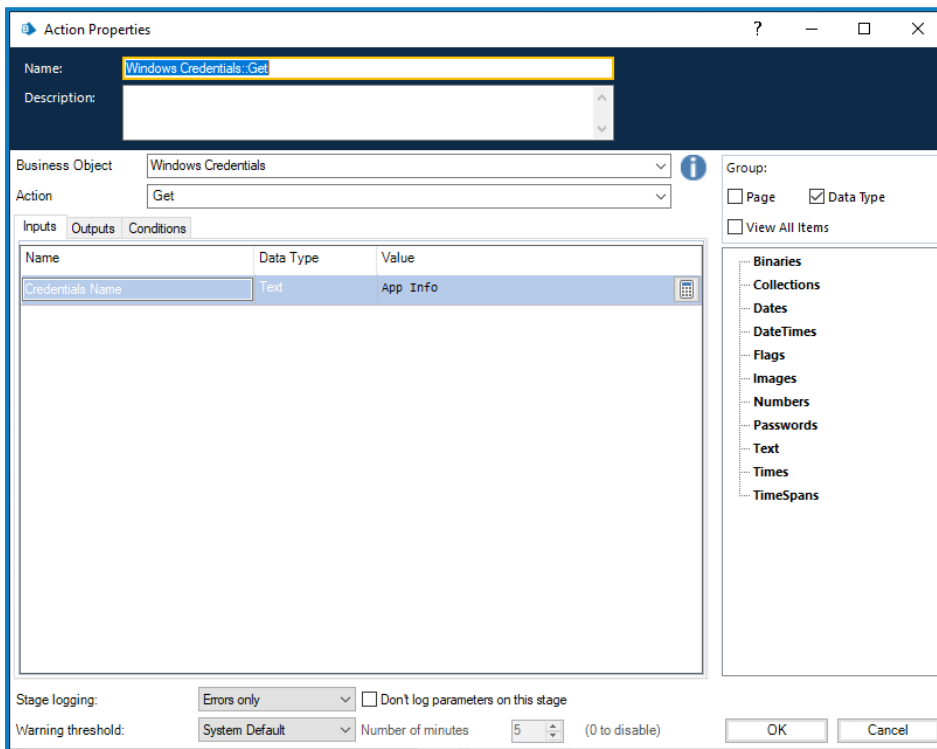 Action Properties
?
Name:
Windows Credentials::Get
Description:
Business Object
Windows Credentials
Action
Get
Group:
Page
Data Type
View All Items
Inputs Outputs Conditions
Name Data Type Value
Credentials Name Text App Info
Binaries
Collections
Dates
DateTimes
Flags
Images
Numbers
Passwords
Text
Times
TimeSpans
Stage logging: Errors only Don't log parameters on this stage
Warning threshold: System Default Number of minutes 5 (0 to disable)
OK Cancel